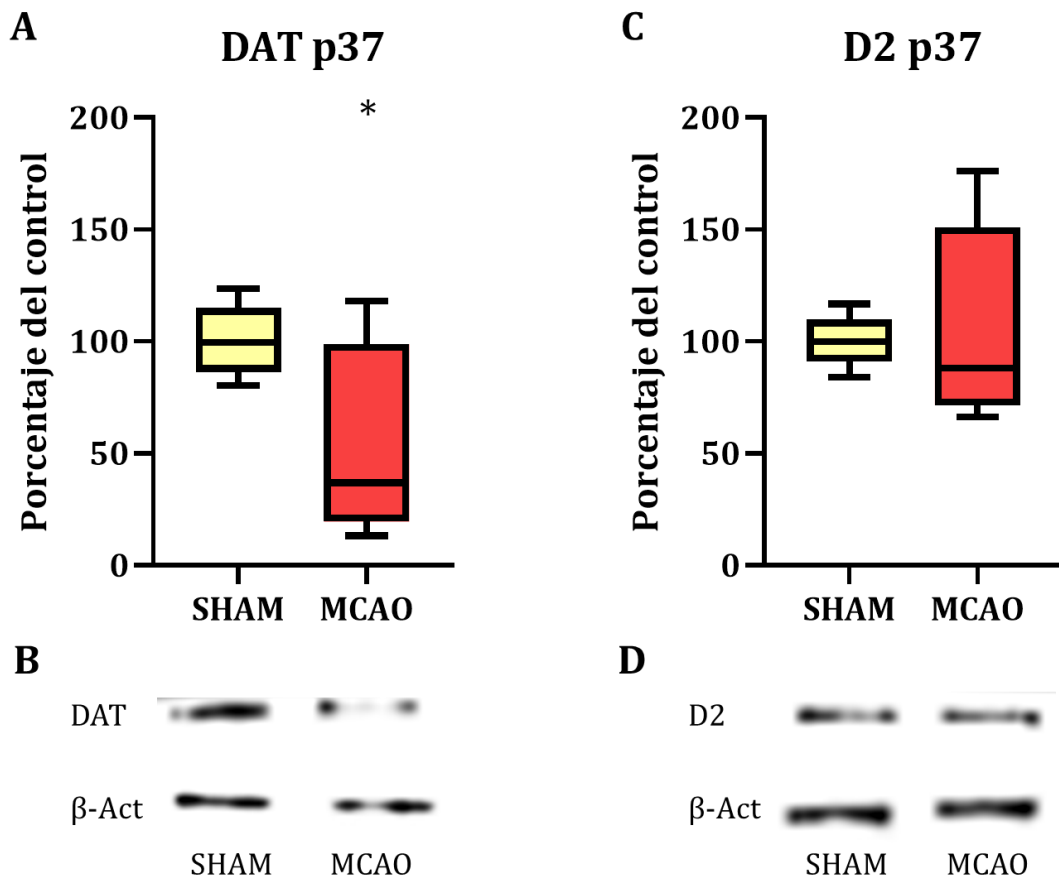 A
DAT p37
*
Porcentaje del control
200
150
100
50
0
SHAM MCAO
B
DAT
β-Act
SHAM MCAO
C
D2 p37
Porcentaje del control
200
150
100
50
0
SHAM MCAO
D
D2
β-Act
SHAM MCAO